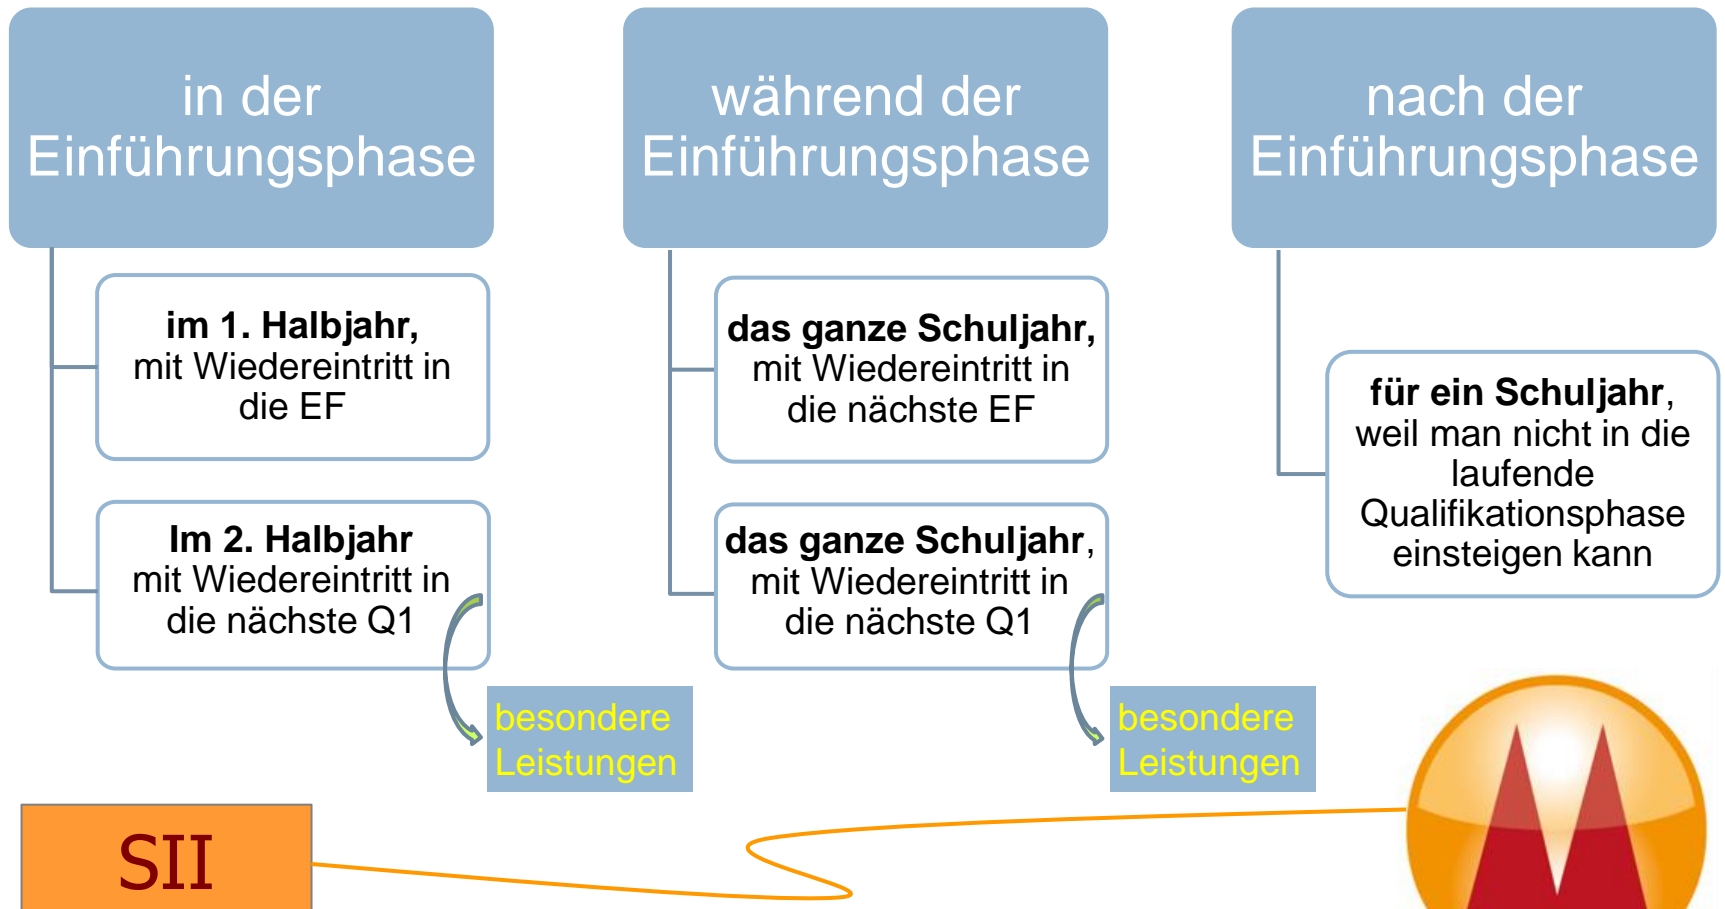 in der
Einführungsphase
im 1. Halbjahr,
mit Wiedereintritt in
die EF
Im 2. Halbjahr
mit Wiedereintritt in
die nächste Q1
besondere
Leistungen
während der
Einführungsphase
das ganze Schuljahr,
mit Wiedereintritt in
die nächste EF
das ganze Schuljahr,
mit Wiedereintritt in
die nächste Q1
besondere
Leistungen
nach der
Einführungsphase
für ein Schuljahr,
weil man nicht in die
laufende
Qualifikationsphase
einsteigen kann
SII